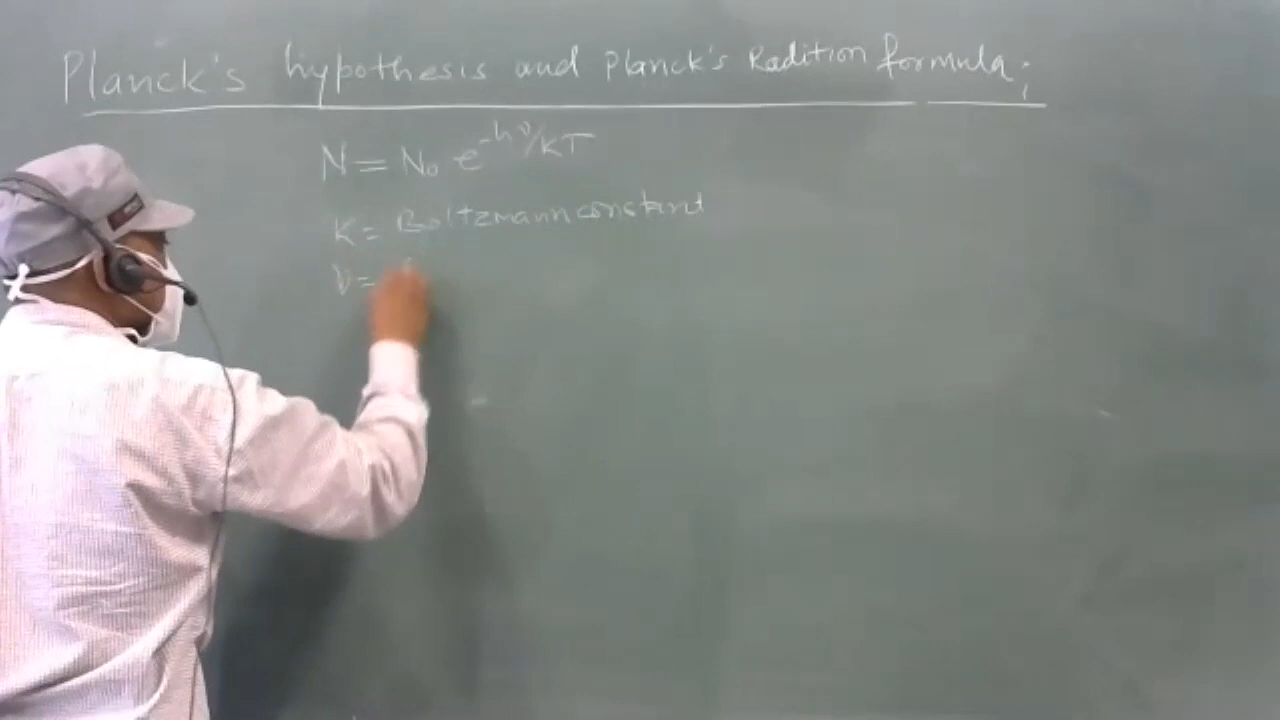 Planck's hypothesis and Planck's Radition formula;
N = N₀ e^-hν/KT
K = Boltzmann constant
ν =